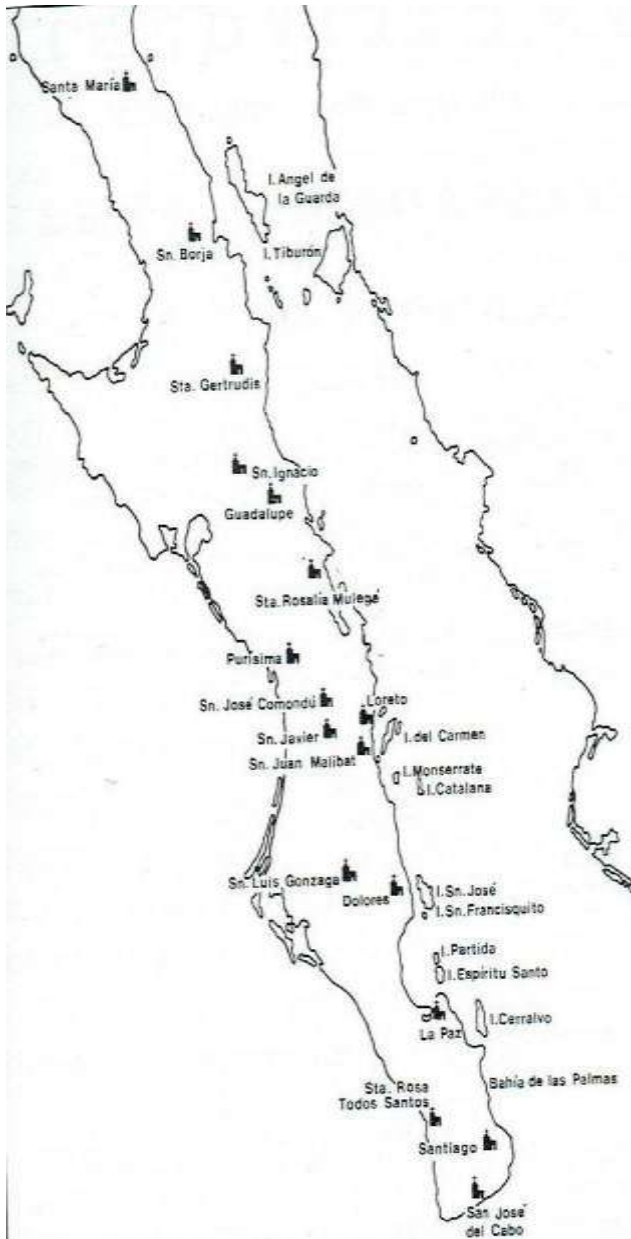 Santa María
I. Angel de
la Guarda
Sn. Borja
I. Tiburón
Sta. Gertrudis
Sn. Ignacio
Guadalupe
Sta. Rosalía Mulegé
Purísima
Sn. José Comondú
Loreto
Sn. Javier
I. del Carmen
Sn. Juan Malibat
I. Monserrate
I. Catalana
Sn. Luis Gonzaga
Dolores
I. Sn. José
I. Sn. Francisquito
I. Partida
I. Espíritu Santo
I. Cerralvo
La Paz
Sta. Rosa
Todos Santos
Bahía de las Palmas
Santiago
San José
del Cabo